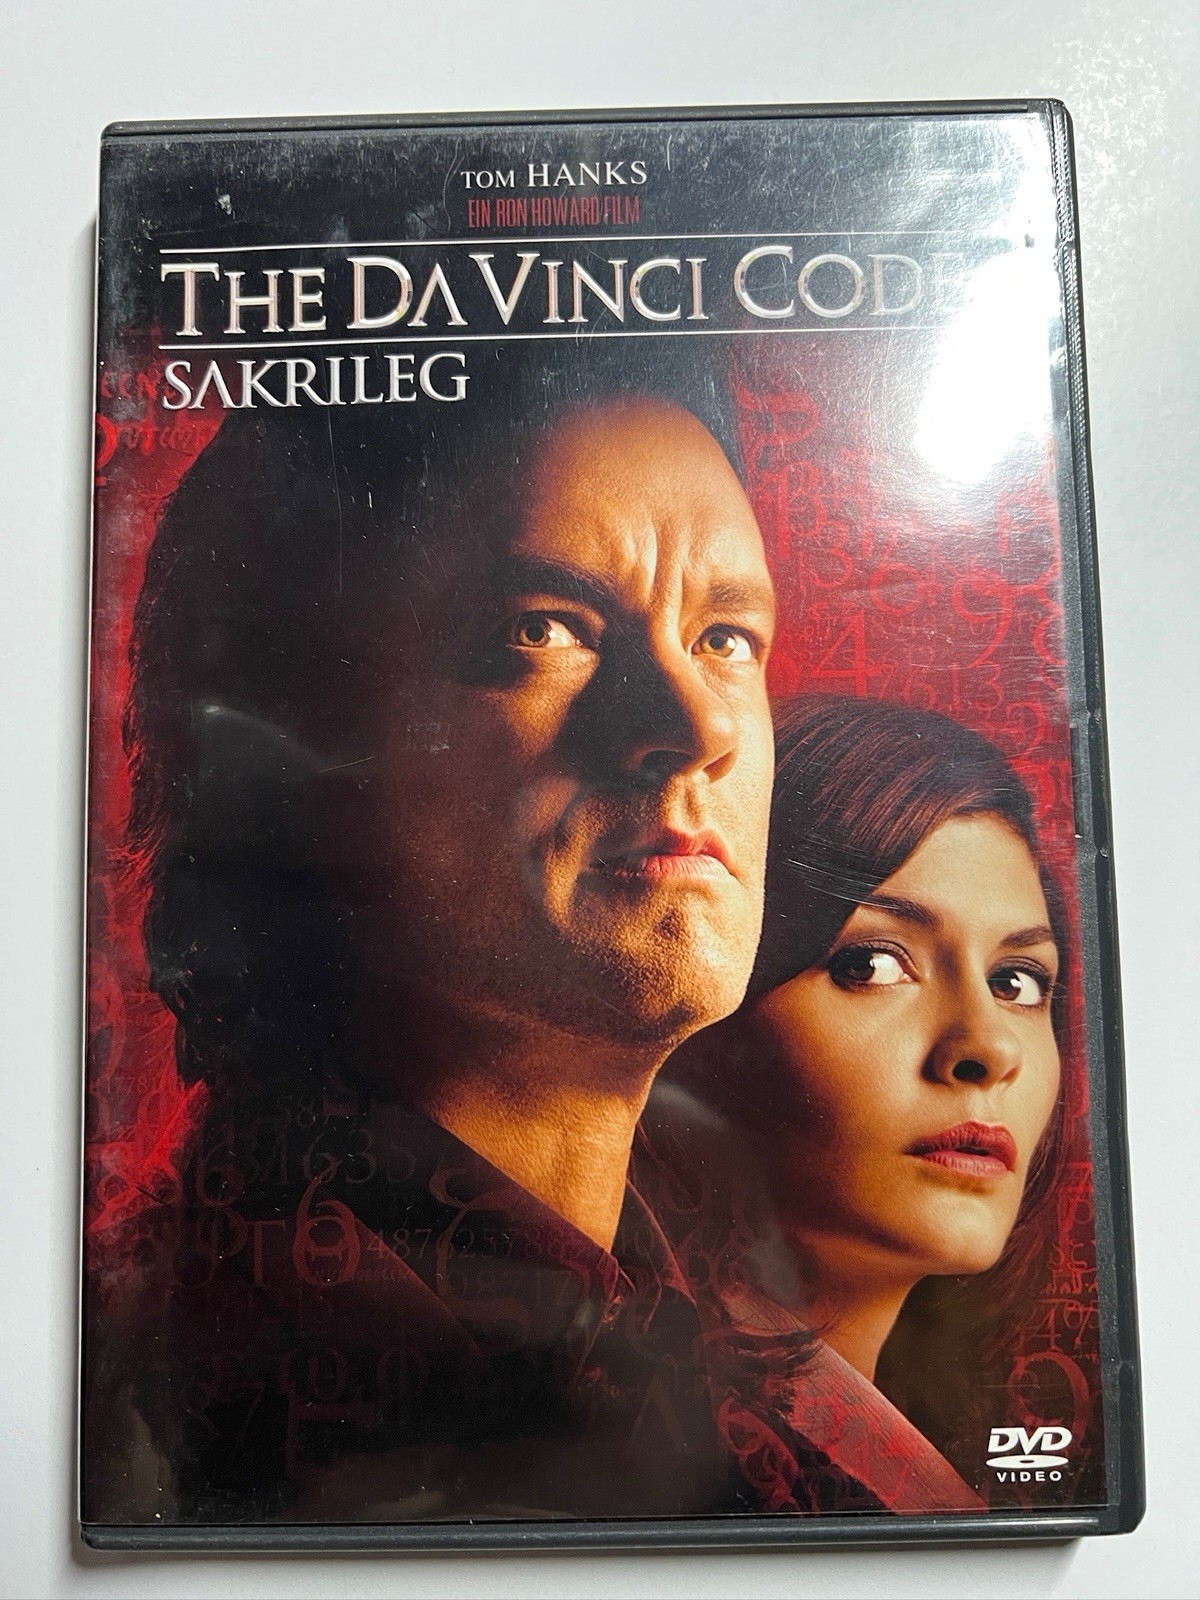 TOM HANKS
EIN RON HOWARD FILM
THE DA VINCI CODE
SAKRILEG
DVD
VIDEO